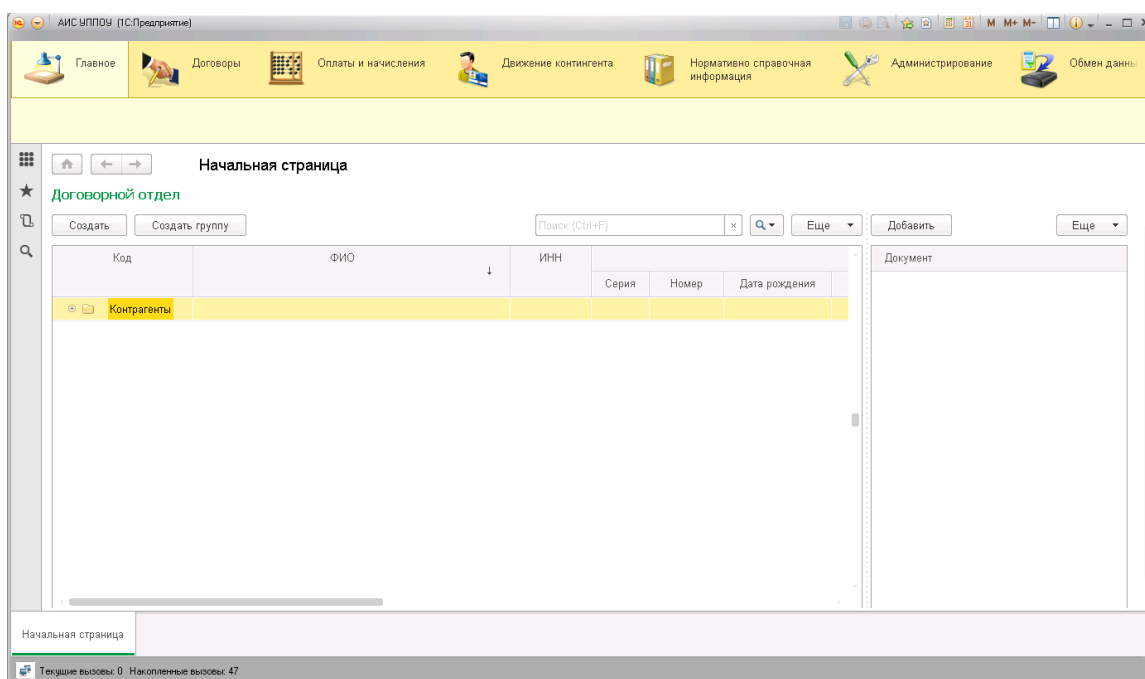 АИС УППОУ (1С:Предприятие)
M M+ M-
Главное
Договоры
Оплаты и начисления
Движение контингента
Нормативно справочная
информация
Администрирование
Обмен данны
Начальная страница
Договорной отдел
Создать
Создать группу
Поиск (Ctrl+F)
Еще
Добавить
Еще
Код
ФИО
ИНН
Документ
Серия
Номер
Дата рождения
Контрагенты
Начальная страница
Текущие вызовы: 0 Накопленные вызовы: 47